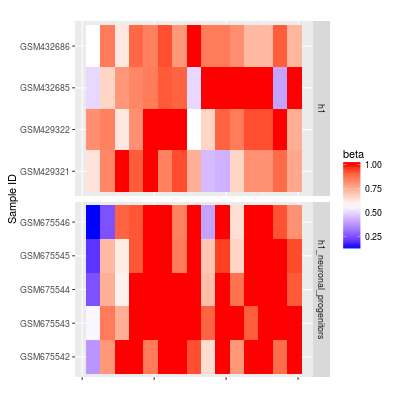 Sample ID
GSM432686
GSM432685
GSM429322
GSM429321
h1
GSM675546
GSM675545
GSM675544
GSM675543
GSM675542
h1_neuronal_progenitors
beta
1.00
0.75
0.50
0.25